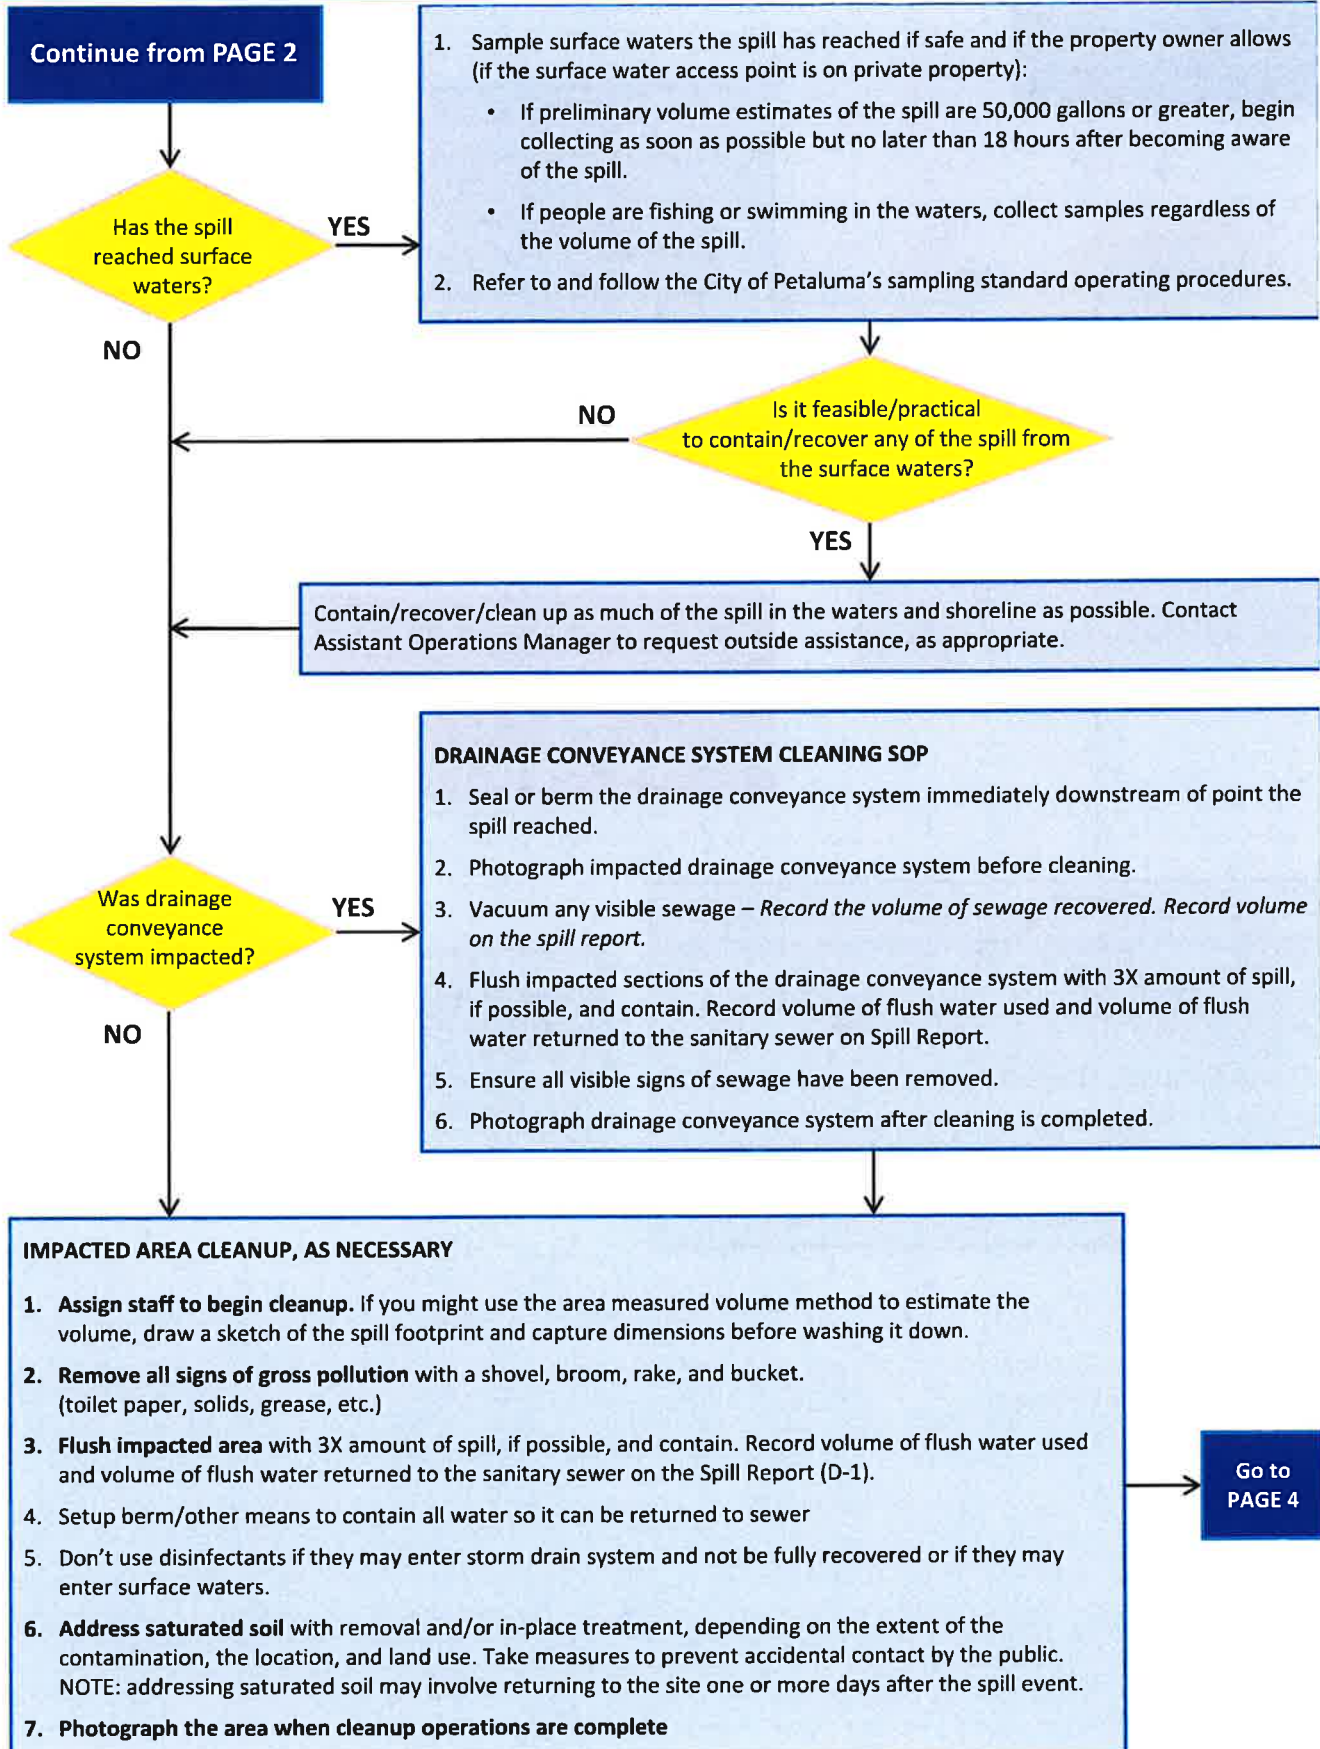 Continue from PAGE 2
1. Sample surface waters the spill has reached if safe and if the property owner allows
(if the surface water access point is on private property):
• If preliminary volume estimates of the spill are 50,000 gallons or greater, begin
collecting as soon as possible but no later than 18 hours after becoming aware
of the spill.
• If people are fishing or swimming in the waters, collect samples regardless of
the volume of the spill.
2. Refer to and follow the City of Petaluma's sampling standard operating procedures.
Has the spill
reached surface
waters?
YES
NO
Is it feasible/practical
to contain/recover any of the spill from
the surface waters?
NO
YES
Contain/recover/clean up as much of the spill in the waters and shoreline as possible. Contact
Assistant Operations Manager to request outside assistance, as appropriate.
DRAINAGE CONVEYANCE SYSTEM CLEANING SOP
1. Seal or berm the drainage conveyance system immediately downstream of point the
spill reached.
2. Photograph impacted drainage conveyance system before cleaning.
3. Vacuum any visible sewage – Record the volume of sewage recovered. Record volume
on the spill report.
4. Flush impacted sections of the drainage conveyance system with 3X amount of spill,
if possible, and contain. Record volume of flush water used and volume of flush
water returned to the sanitary sewer on Spill Report.
5. Ensure all visible signs of sewage have been removed.
6. Photograph drainage conveyance system after cleaning is completed.
Was drainage
conveyance
system impacted?
YES
NO
IMPACTED AREA CLEANUP, AS NECESSARY
1. Assign staff to begin cleanup. If you might use the area measured volume method to estimate the
volume, draw a sketch of the spill footprint and capture dimensions before washing it down.
2. Remove all signs of gross pollution with a shovel, broom, rake, and bucket.
(toilet paper, solids, grease, etc.)
3. Flush impacted area with 3X amount of spill, if possible, and contain. Record volume of flush water used
and volume of flush water returned to the sanitary sewer on the Spill Report (D-1).
4. Setup berm/other means to contain all water so it can be returned to sewer
5. Don't use disinfectants if they may enter storm drain system and not be fully recovered or if they may
enter surface waters.
6. Address saturated soil with removal and/or in-place treatment, depending on the extent of the
contamination, the location, and land use. Take measures to prevent accidental contact by the public.
NOTE: addressing saturated soil may involve returning to the site one or more days after the spill event.
7. Photograph the area when cleanup operations are complete
Go to
PAGE 4